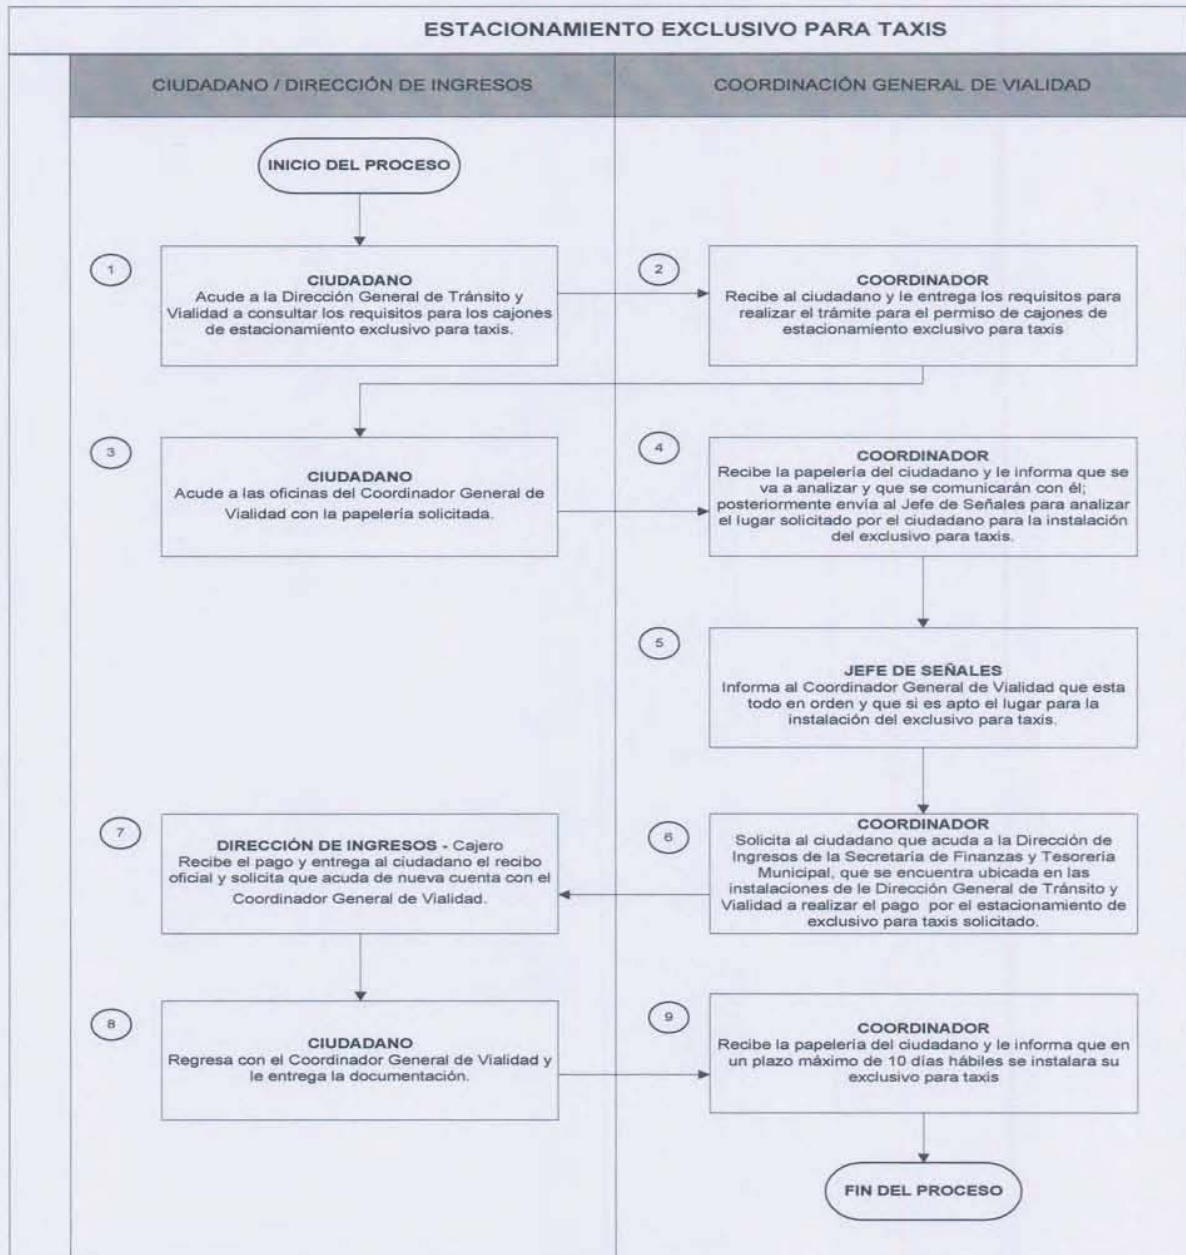 ESTACIONAMIENTO EXCLUSIVO PARA TAXIS
CIUDADANO / DIRECCIÓN DE INGRESOS
COORDINACIÓN GENERAL DE VIALIDAD
INICIO DEL PROCESO
1
CIUDADANO
Acude a la Dirección General de Tránsito y
Vialidad a consultar los requisitos para los cajones
de estacionamiento exclusivo para taxis.
2
COORDINADOR
Recibe al ciudadano y le entrega los requisitos para
realizar el trámite para el permiso de cajones de
estacionamiento exclusivo para taxis
3
CIUDADANO
Acude a las oficinas del Coordinador General de
Vialidad con la papelería solicitada.
4
COORDINADOR
Recibe la papelería del ciudadano y le informa que se
va a analizar y que se comunicarán con él;
posteriormente envía al Jefe de Señales para analizar
el lugar solicitado por el ciudadano para la instalación
del exclusivo para taxis.
5
JEFE DE SEÑALES
Informa al Coordinador General de Vialidad que esta
todo en orden y que si es apto el lugar para la
instalación del exclusivo para taxis.
6
COORDINADOR
Solicita al ciudadano que acuda a la Dirección de
Ingresos de la Secretaría de Finanzas y Tesorería
Municipal, que se encuentra ubicada en las
instalaciones de le Dirección General de Tránsito y
Vialidad a realizar el pago por el estacionamiento de
exclusivo para taxis solicitado.
7
DIRECCIÓN DE INGRESOS - Cajero
Recibe el pago y entrega al ciudadano el recibo
oficial y solicita que acuda de nueva cuenta con el
Coordinador General de Vialidad.
8
CIUDADANO
Regresa con el Coordinador General de Vialidad y
le entrega la documentación.
9
COORDINADOR
Recibe la papelería del ciudadano y le informa que en
un plazo máximo de 10 días hábiles se instalara su
exclusivo para taxis
FIN DEL PROCESO